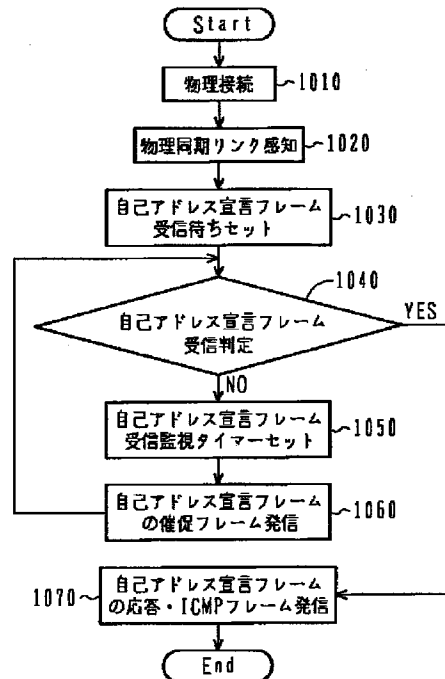 Start
物理接続
1010
物理同期リンク感知
1020
自己アドレス宣言フレーム
受信待ちセット
1030
1040
自己アドレス宣言フレーム
受信判定
YES
NO
自己アドレス宣言フレーム
受信監視タイマーセット
1050
自己アドレス宣言フレーム
の催促フレーム発信
1060
1070
自己アドレス宣言フレーム
の応答・ICMPフレーム発信
End